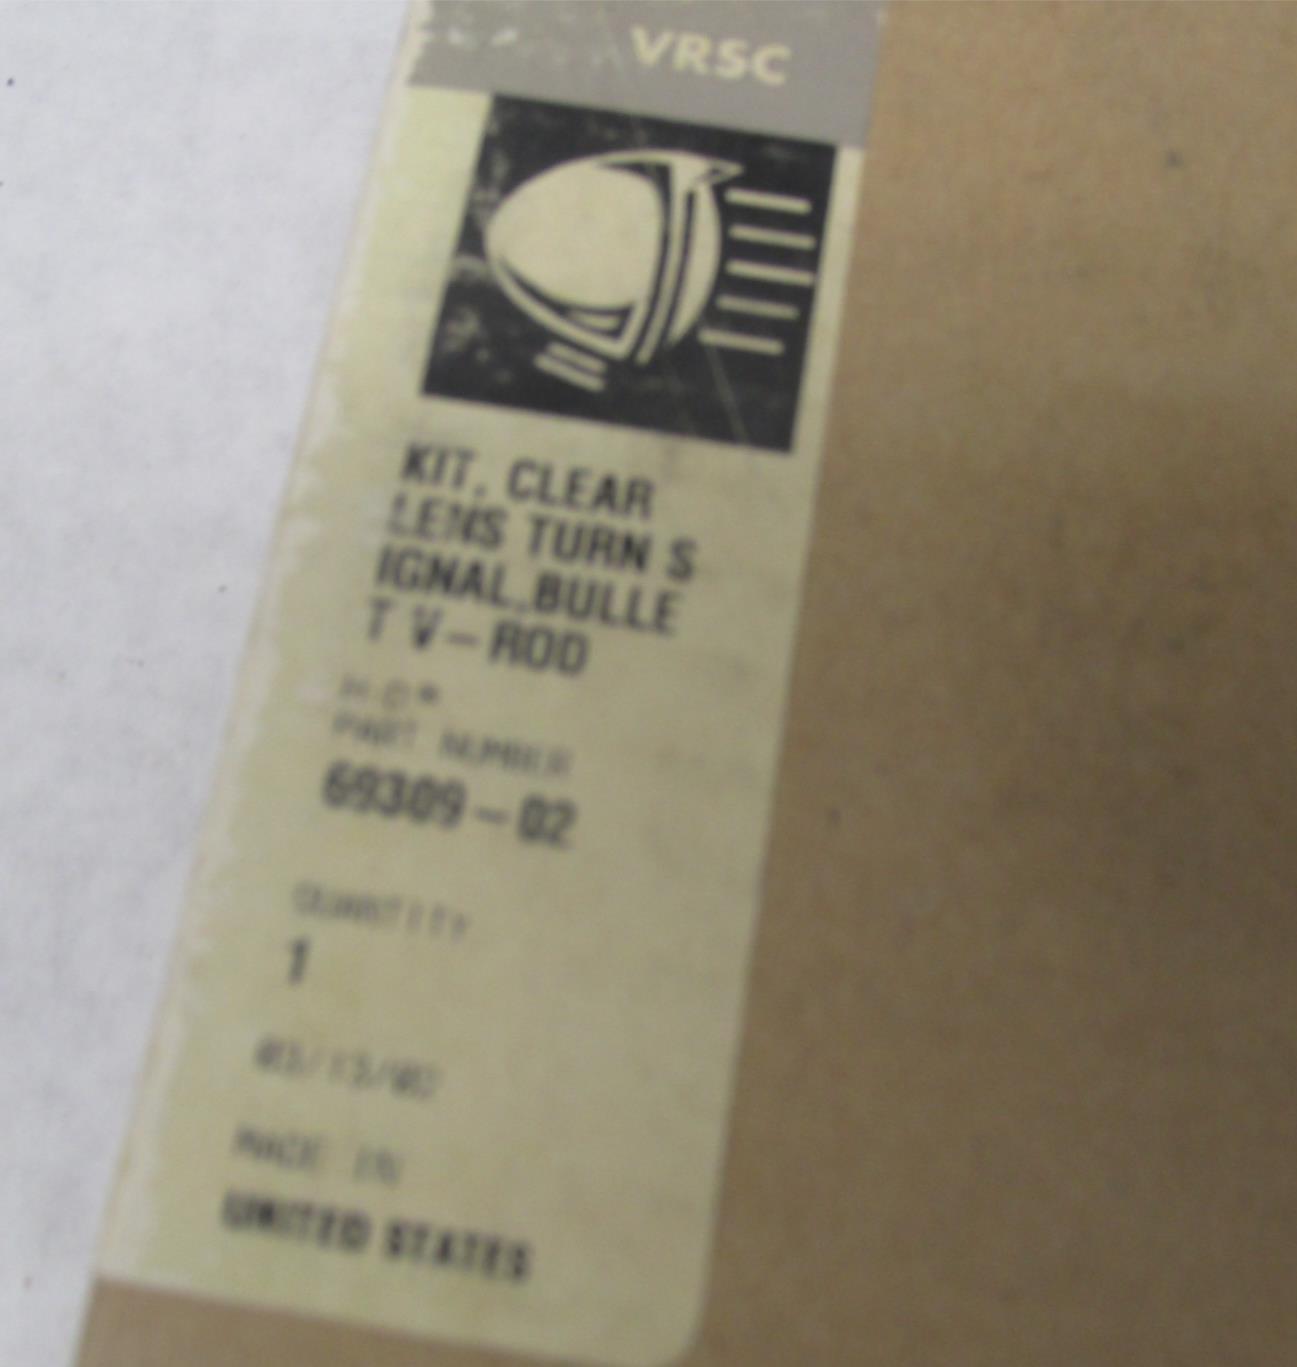 VRSC
KIT, CLEAR
LENS TURN S
IGNAL,BULLE
T V-ROD
H-D®
PART NUMBER
69309-02
QUANTITY
1
MADE IN
UNITED STATES